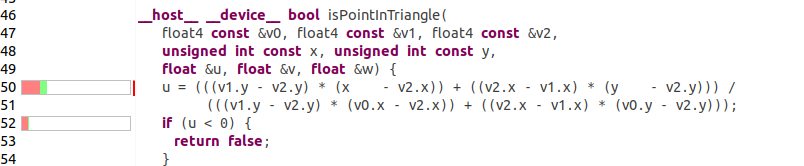 46 __host__ __device__ bool isPointInTriangle(
47 float4 const &v0, float4 const &v1, float4 const &v2,
48 unsigned int const x, unsigned int const y,
49 float &u, float &v, float &w) {
50 u = (((v1.y - v2.y) * (x    - v2.x)) + ((v2.x - v1.x) * (y    - v2.y))) /
51 (((v1.y - v2.y) * (v0.x - v2.x)) + ((v2.x - v1.x) * (v0.y - v2.y)));
52 if (u < 0) {
53 return false;
54 }